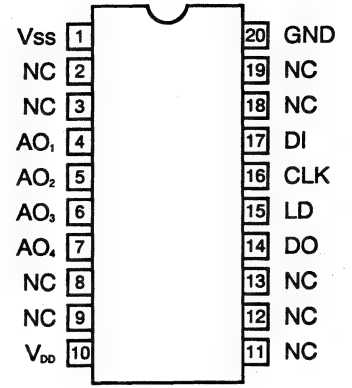 Vss 1 20 GND
NC 2 19 NC
NC 3 18 NC
AO₁ 4 17 DI
AO₂ 5 16 CLK
AO₃ 6 15 LD
AO₄ 7 14 DO
NC 8 13 NC
NC 9 12 NC
V_DD 10 11 NC